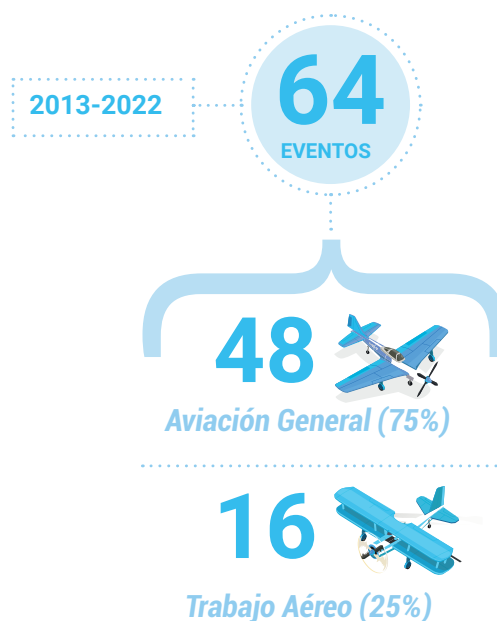 2013-2022
64
EVENTOS
48
Aviación General (75%)
16
Trabajo Aéreo (25%)